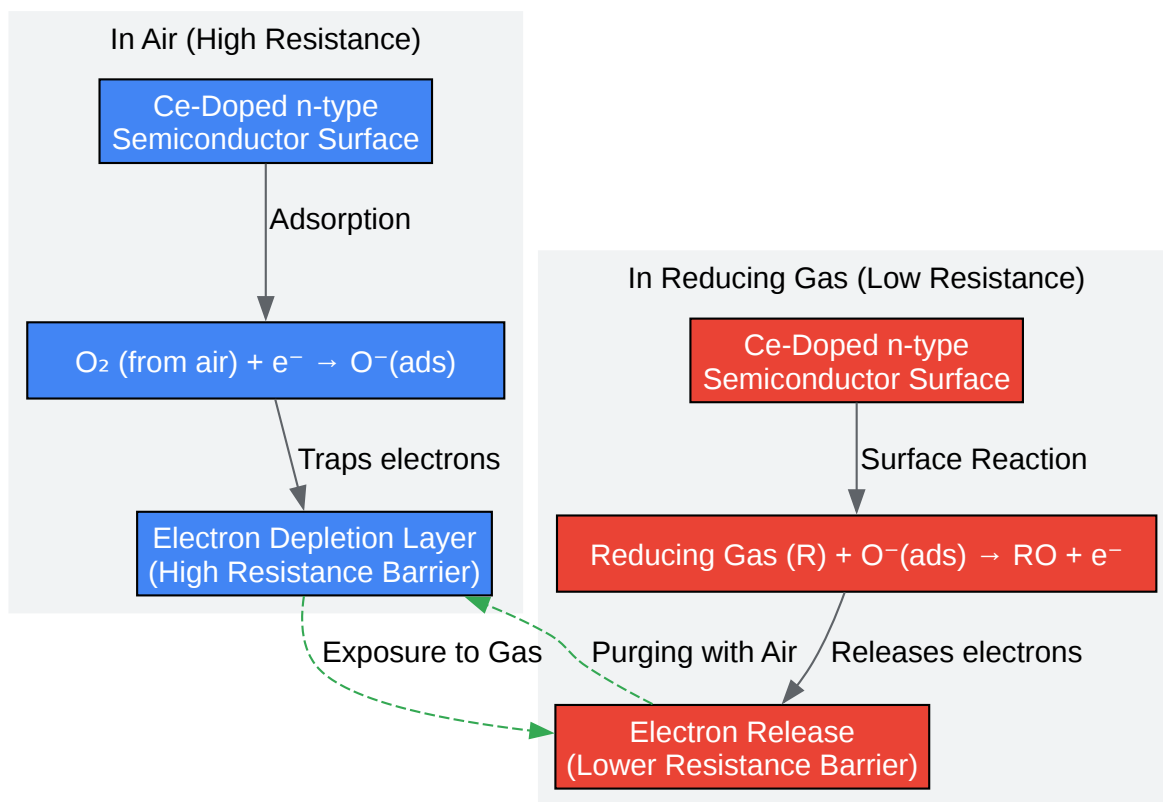 In Air (High Resistance)
Ce-Doped n-type
Semiconductor Surface
Adsorption
O₂ (from air) + e⁻ → O⁻(ads)
Traps electrons
Electron Depletion Layer
(High Resistance Barrier)
In Reducing Gas (Low Resistance)
Ce-Doped n-type
Semiconductor Surface
Surface Reaction
Reducing Gas (R) + O⁻(ads) → RO + e⁻
Exposure to Gas
Purging with Air
Releases electrons
Electron Release
(Lower Resistance Barrier)